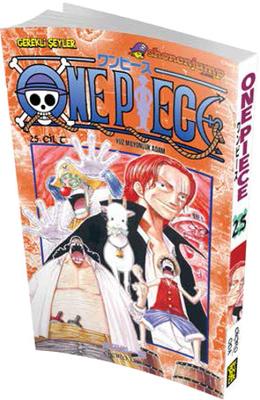 GEREKLİ ŞEYLER
shonenjump
ワンピース
ONE PIECE
25. CİLT
YÜZ MİLYONLUK ADAM
ONE PIECE
25